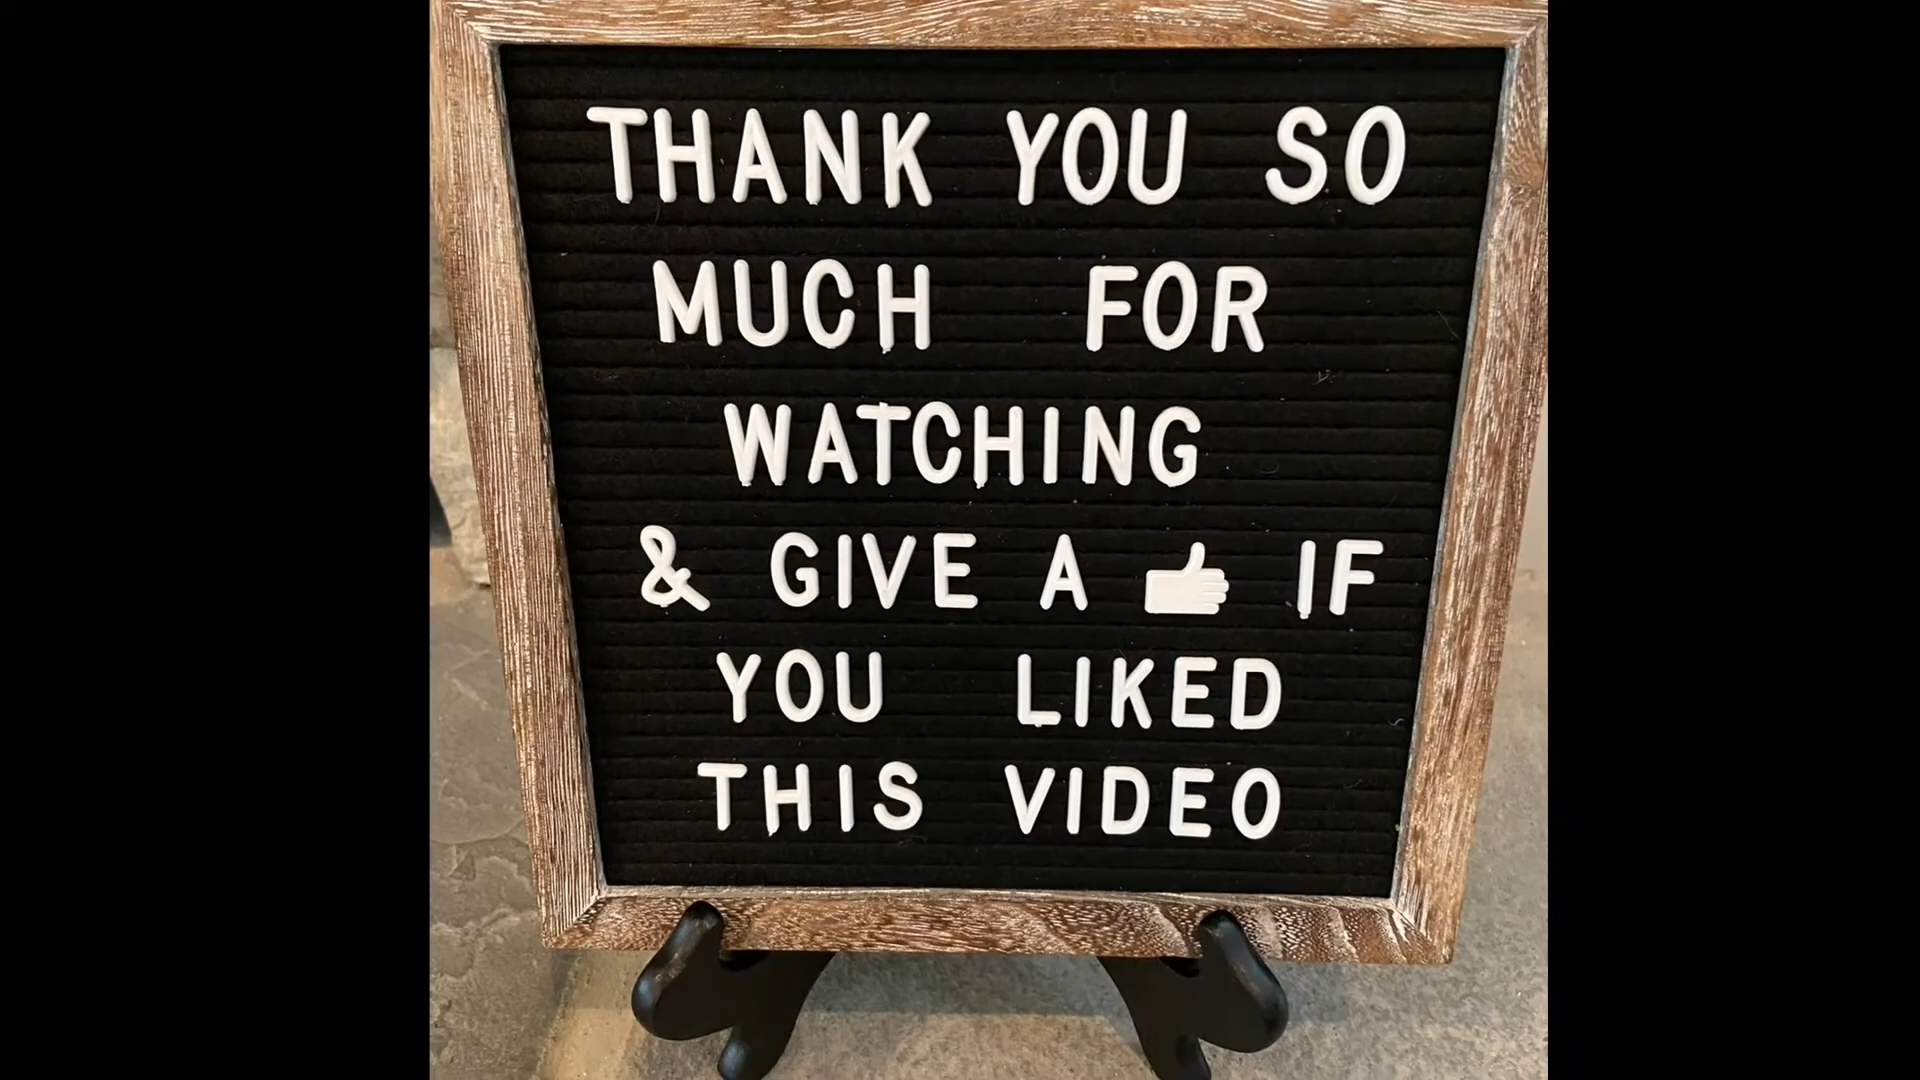 THANK YOU SO
MUCH FOR
WATCHING
& GIVE A 👍 IF
YOU LIKED
THIS VIDEO